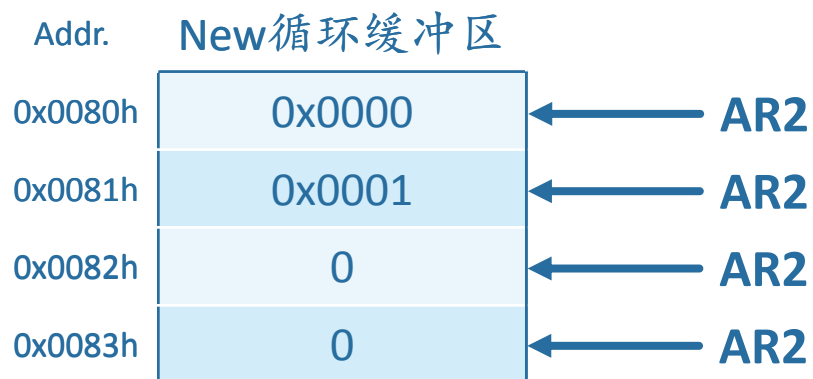 Addr. New循环缓冲区
0x0080h 0x0000 AR2
0x0081h 0x0001 AR2
0x0082h 0 AR2
0x0083h 0 AR2